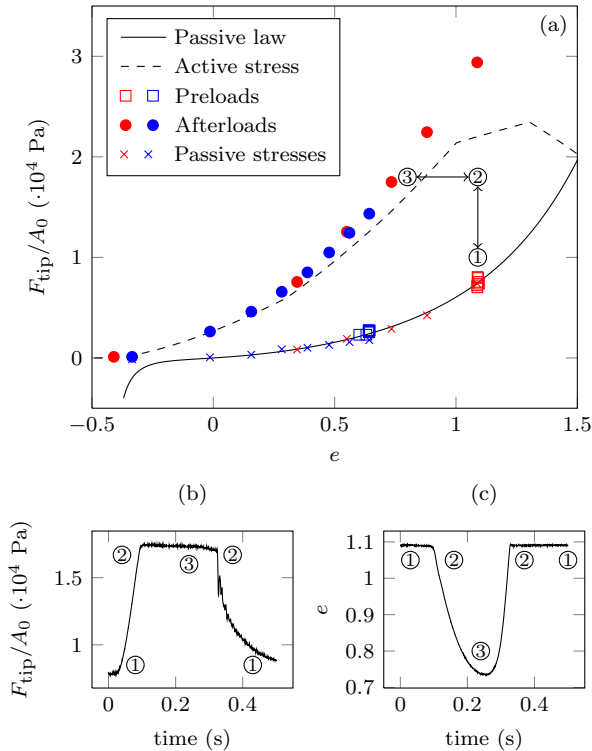 (a)
Passive law
Active stress
Preloads
Afterloads
Passive stresses
3
2
1
0
F_tip/A_0 (·10^4 Pa)
③ ②
①
−0.5 0 0.5 1 1.5
e
(b) (c)
F_tip/A_0 (·10^4 Pa)
1.5
1
② ③ ②
① ①
0 0.2 0.4
time (s)
e
1.1
1
0.9
0.8
0.7
① ② ② ①
③
0 0.2 0.4
time (s)